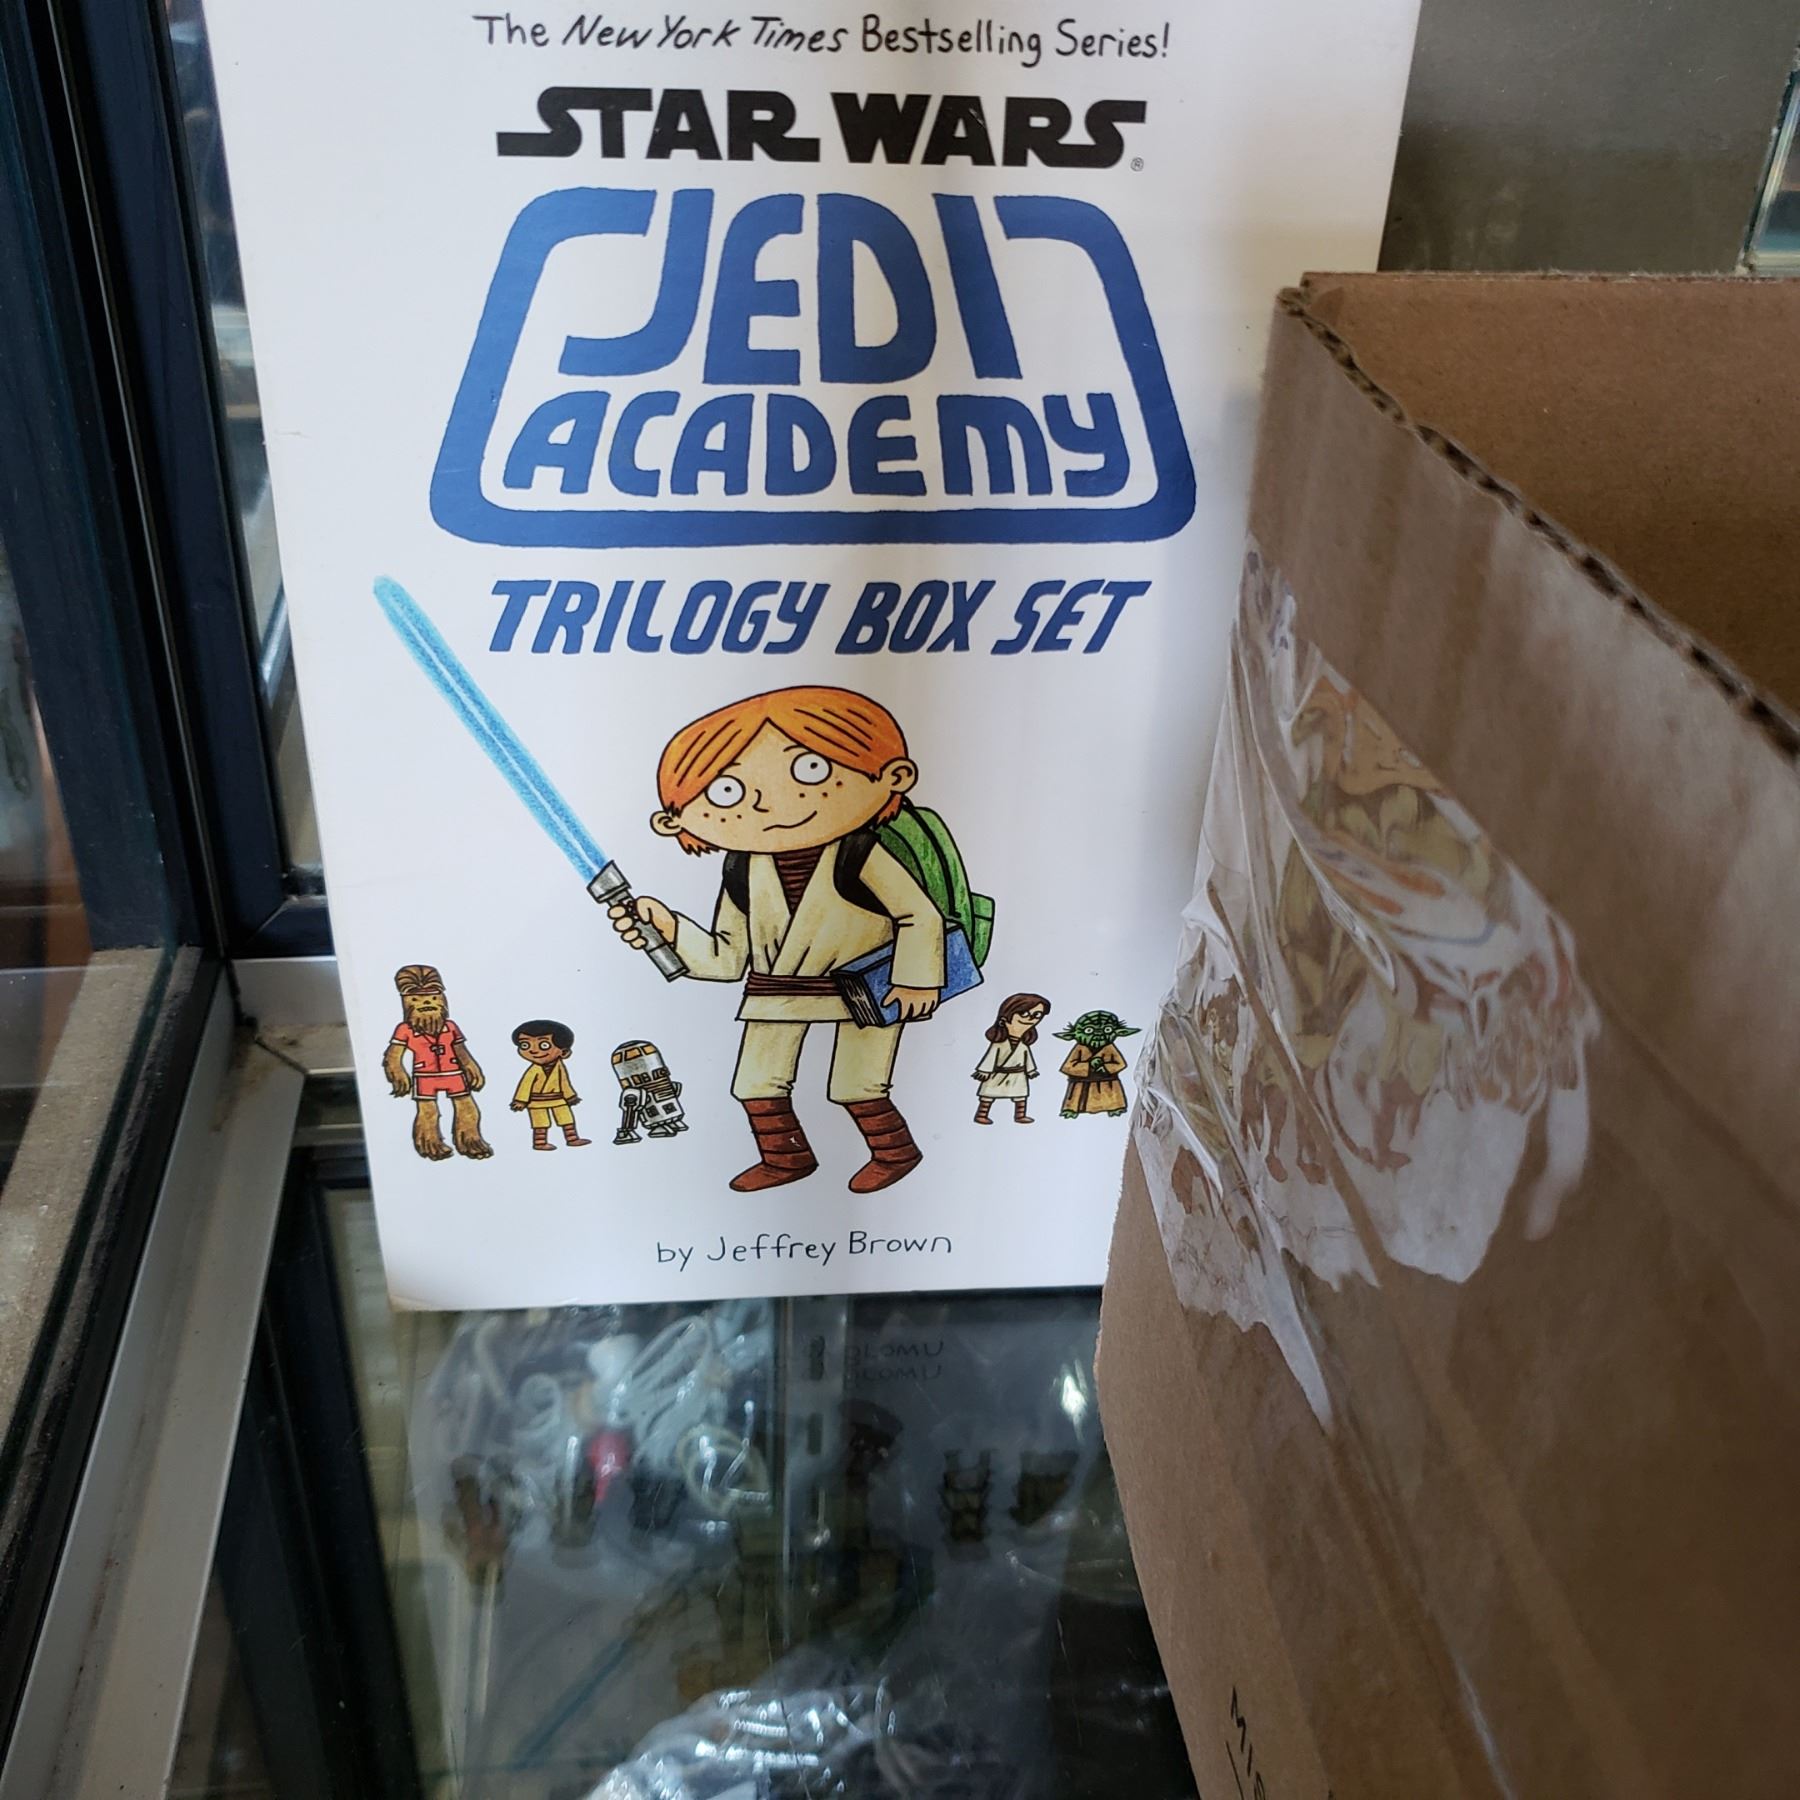 The New York Times Bestselling Series!
STAR WARS®
JEDI
ACADEMY
TRILOGY BOX SET
by Jeffrey Brown